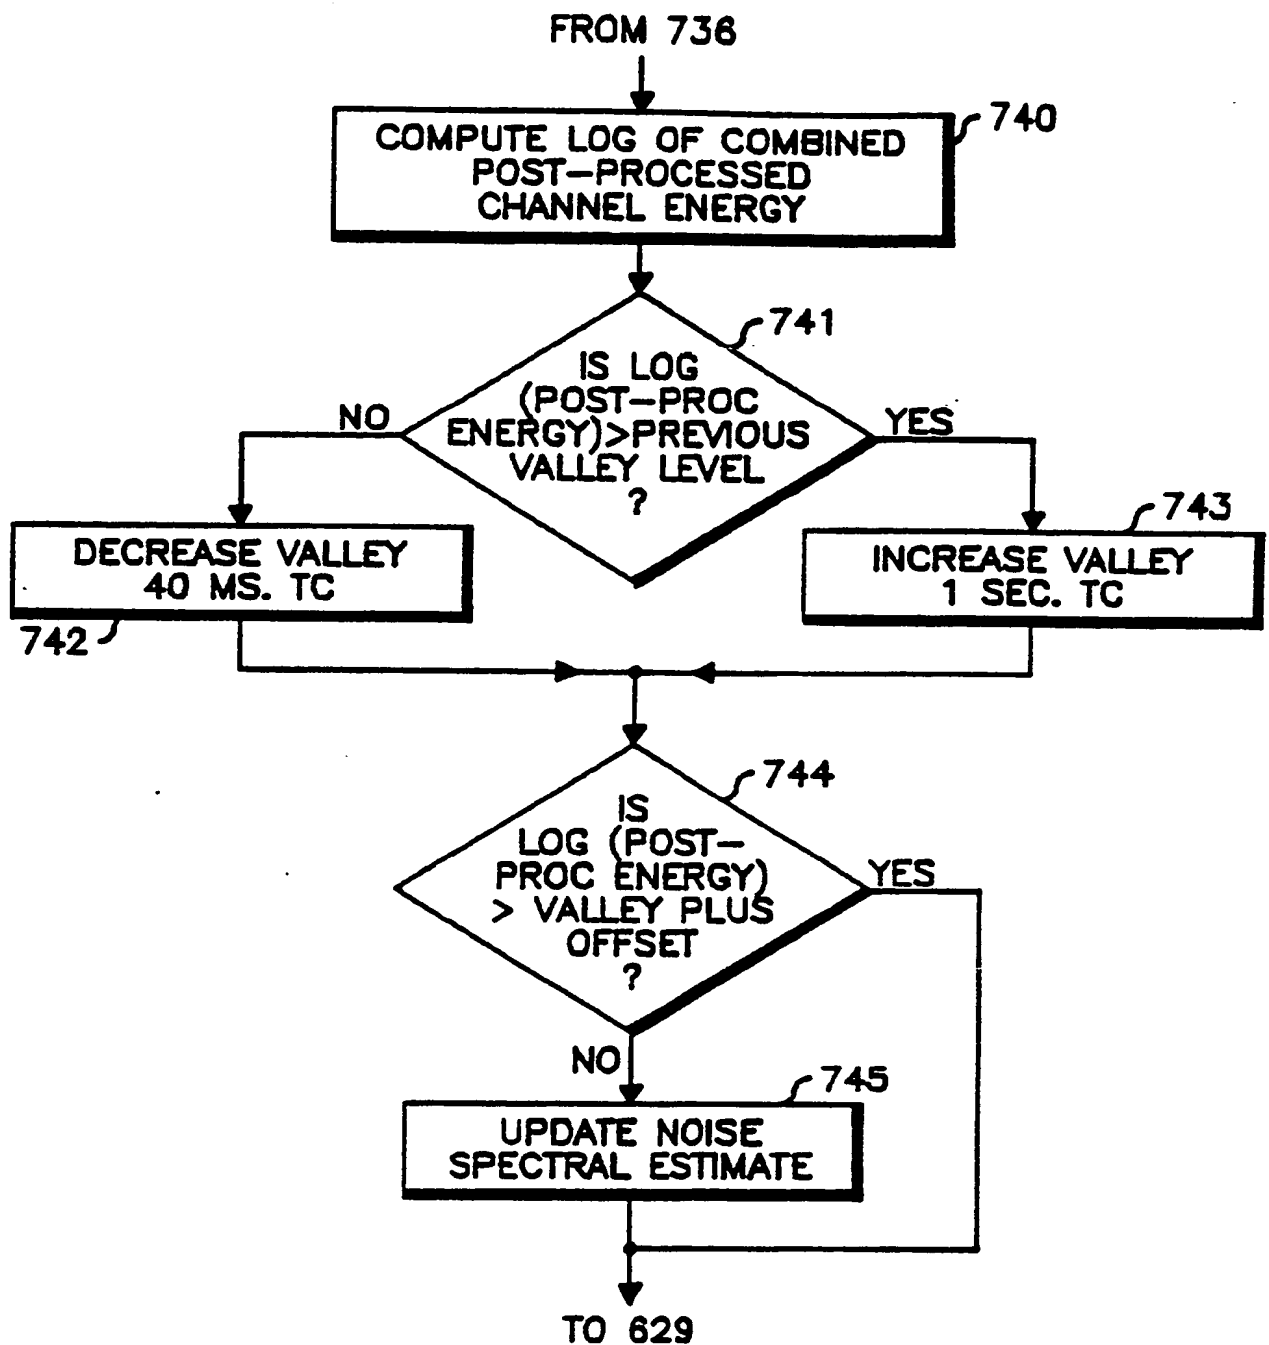 FROM 736
740
COMPUTE LOG OF COMBINED
POST-PROCESSED
CHANNEL ENERGY
741
IS LOG
(POST-PROC
ENERGY)>PREVIOUS
VALLEY LEVEL
?
NO
YES
742
DECREASE VALLEY
40 MS. TC
743
INCREASE VALLEY
1 SEC. TC
744
IS
LOG (POST-
PROC ENERGY)
> VALLEY PLUS
OFFSET
?
YES
NO
745
UPDATE NOISE
SPECTRAL ESTIMATE
TO 629